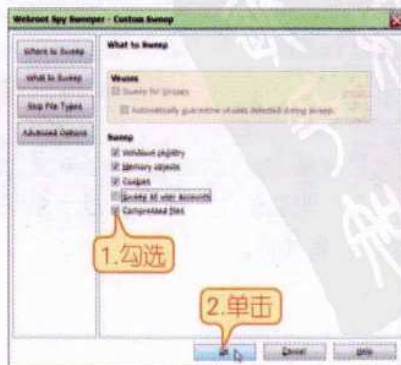 Webroot Spy Sweeper - Custom Sweep
Where to Sweep
What to Sweep
Skip File Types
Advanced Options
What to Sweep
Viruses
Sweep for Viruses
Automatically quarantine viruses detected during sweep.
Sweep
Windows registry
Memory objects
Cookies
Sweep all user accounts
Compressed files
1.勾选
2.单击
Cancel
Help